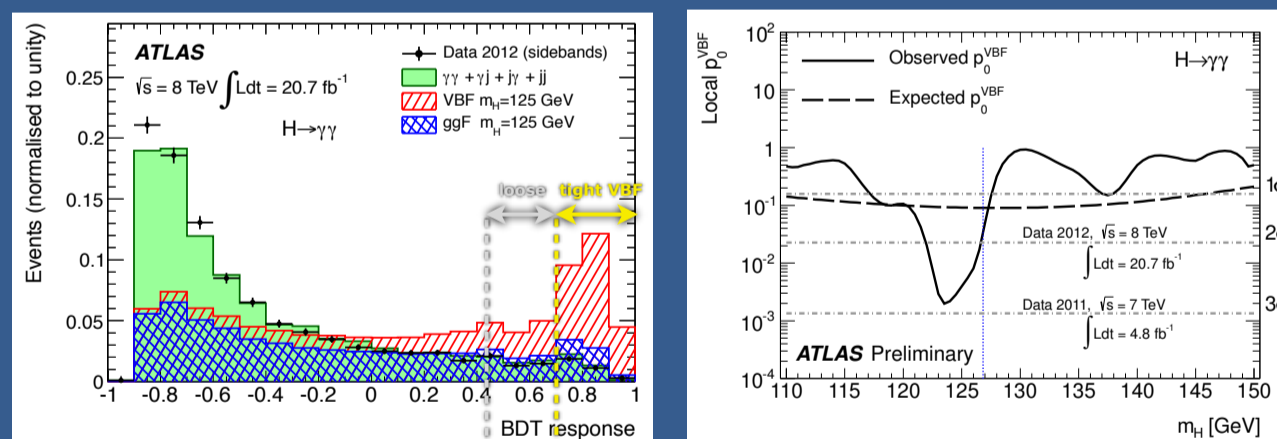 ATLAS
√s = 8 TeV ∫Ldt = 20.7 fb⁻¹
H→γγ
Data 2012 (sidebands)
γγ + γj + jγ + jj
VBF m_H=125 GeV
ggF m_H=125 GeV
loose
tight VBF
Events (normalised to unity)
0.25
0.2
0.15
0.1
0.05
0
-1 -0.8 -0.6 -0.4 -0.2 0 0.2 0.4 0.6 0.8 1
BDT response
Local p₀^VBF
10²
10
1
10⁻¹
10⁻²
10⁻³
10⁻⁴
Observed p₀^VBF
H→γγ
Expected p₀^VBF
1σ
Data 2012, √s = 8 TeV
∫Ldt = 20.7 fb⁻¹
Data 2011, √s = 7 TeV
∫Ldt = 4.8 fb⁻¹
ATLAS Preliminary
110 115 120 125 130 135 140 145 150
m_H [GeV]